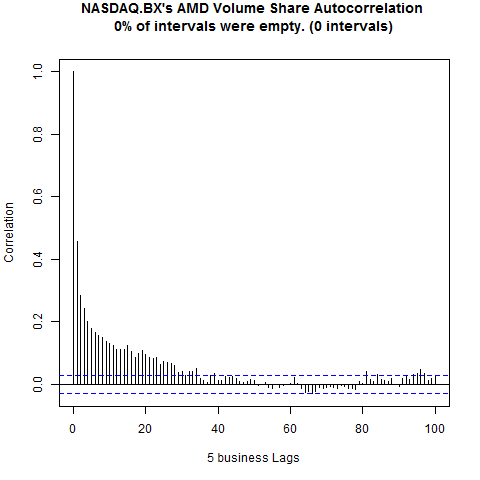 NASDAQ.BX's AMD Volume Share Autocorrelation
0% of intervals were empty. (0 intervals)
1.0
0.8
0.6
0.4
0.2
0.0
Correlation
0 20 40 60 80 100
5 business Lags